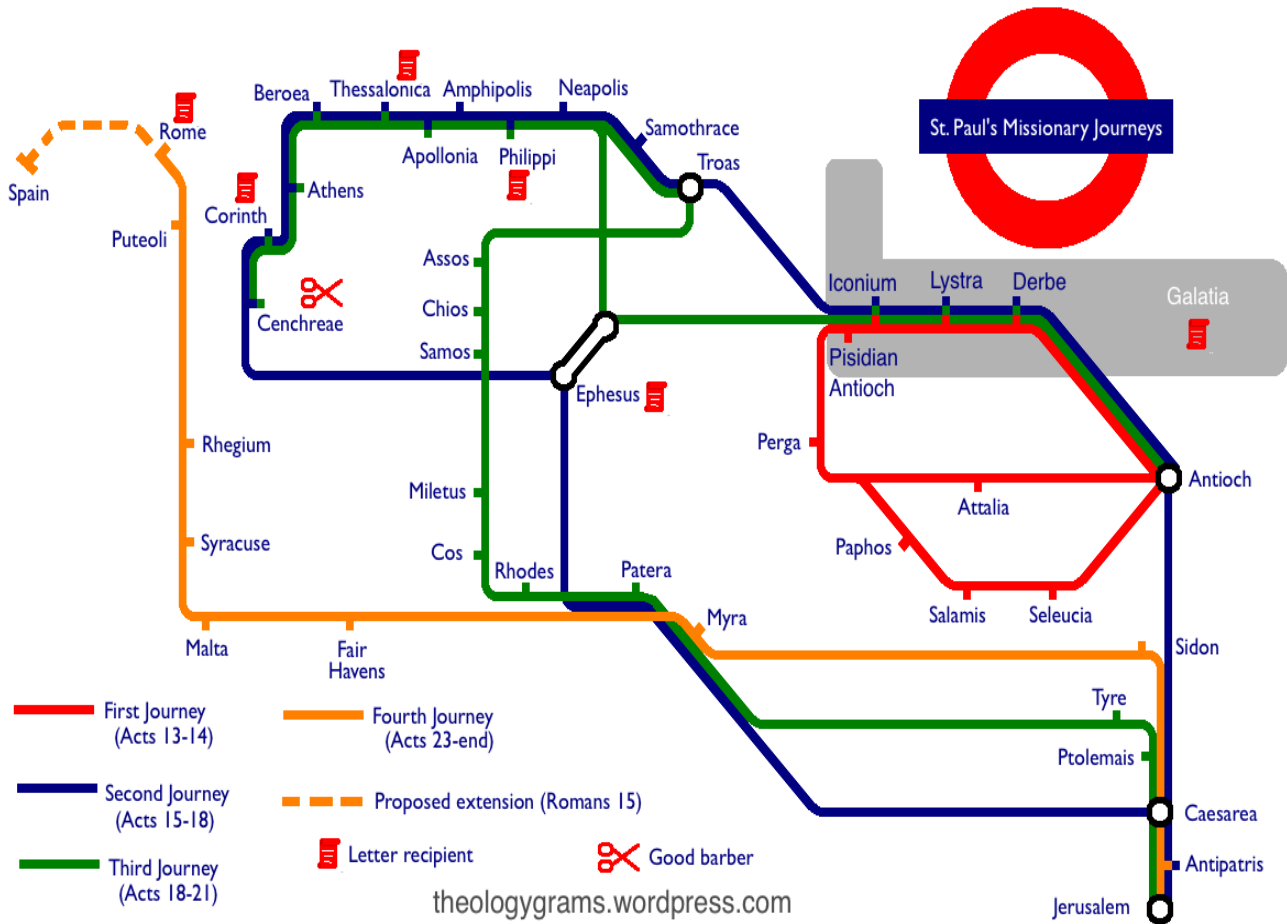 St. Paul's Missionary Journeys
Beroea
Thessalonica
Amphipolis
Neapolis
Rome
Samothrace
Apollonia
Philippi
Troas
Spain
Athens
Corinth
Puteoli
Assos
Iconium
Lystra
Derbe
Galatia
Chios
Cenchreae
Samos
Pisidian
Antioch
Ephesus
Rhegium
Perga
Antioch
Miletus
Attalia
Syracuse
Cos
Paphos
Rhodes
Patera
Salamis
Seleucia
Myra
Malta
Fair
Havens
Sidon
Tyre
Ptolemais
Caesarea
Antipatris
Jerusalem
First Journey
(Acts 13-14)
Fourth Journey
(Acts 23-end)
Second Journey
(Acts 15-18)
Proposed extension (Romans 15)
Third Journey
(Acts 18-21)
Letter recipient
Good barber
theologygrams.wordpress.com